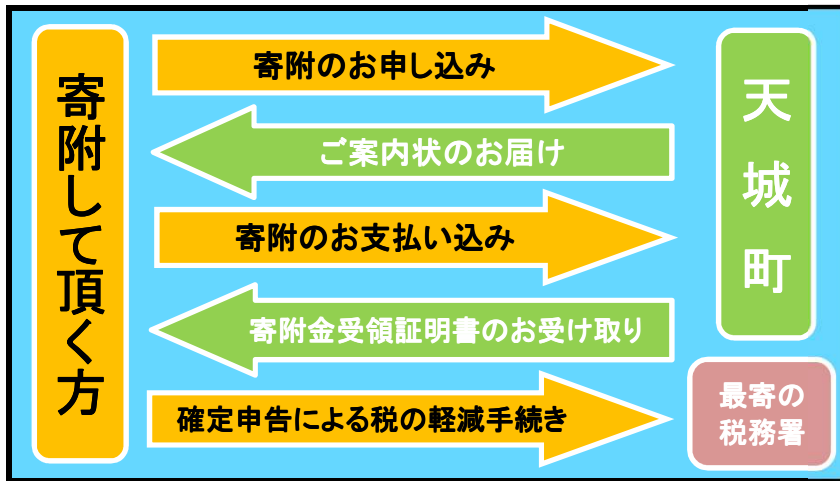 寄附して頂く方
寄附のお申し込み
ご案内状のお届け
寄附のお支払い込み
寄附金受領証明書のお受け取り
確定申告による税の軽減手続き
天城町
最寄の
税務署